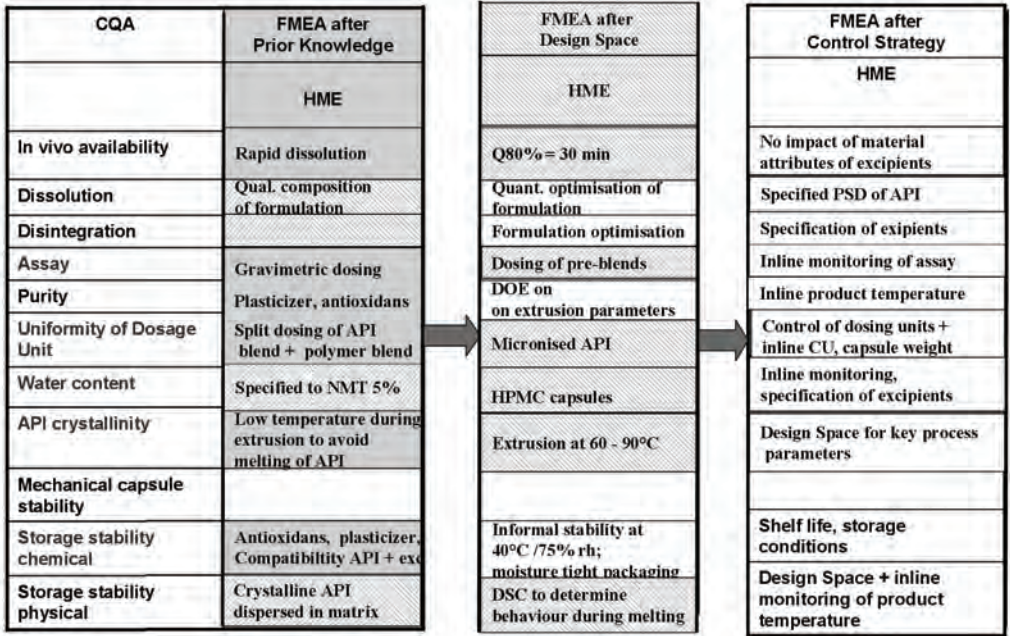 CQA
FMEA after
Prior Knowledge
HME
In vivo availability
Rapid dissolution
Dissolution
Qual. composition
of formulation
Disintegration
Assay
Gravimetric dosing
Purity
Plasticizer, antioxidans
Uniformity of Dosage
Unit
Split dosing of API
blend + polymer blend
Water content
Specified to NMT 5%
API crystallinity
Low temperature during
extrusion to avoid
melting of API
Mechanical capsule
stability
Storage stability
chemical
Antioxidans, plasticizer,
Compatibiltity API + exc
Storage stability
physical
Crystalline API
dispersed in matrix
FMEA after
Design Space
HME
Q80% = 30 min
Quant. optimisation of
formulation
Formulation optimisation
Dosing of pre-blends
DOE on
on extrusion parameters
Micronised API
HPMC capsules
Extrusion at 60 - 90°C
Informal stability at
40°C /75% rh;
moisture tight packaging
DSC to determine
behaviour during melting
FMEA after
Control Strategy
HME
No impact of material
attributes of excipients
Specified PSD of API
Specification of exipients
Inline monitoring of assay
Inline product temperature
Control of dosing units +
inline CU, capsule weight
Inline monitoring,
specification of excipients
Design Space for key process
parameters
Shelf life, storage
conditions
Design Space + inline
monitoring of product
temperature